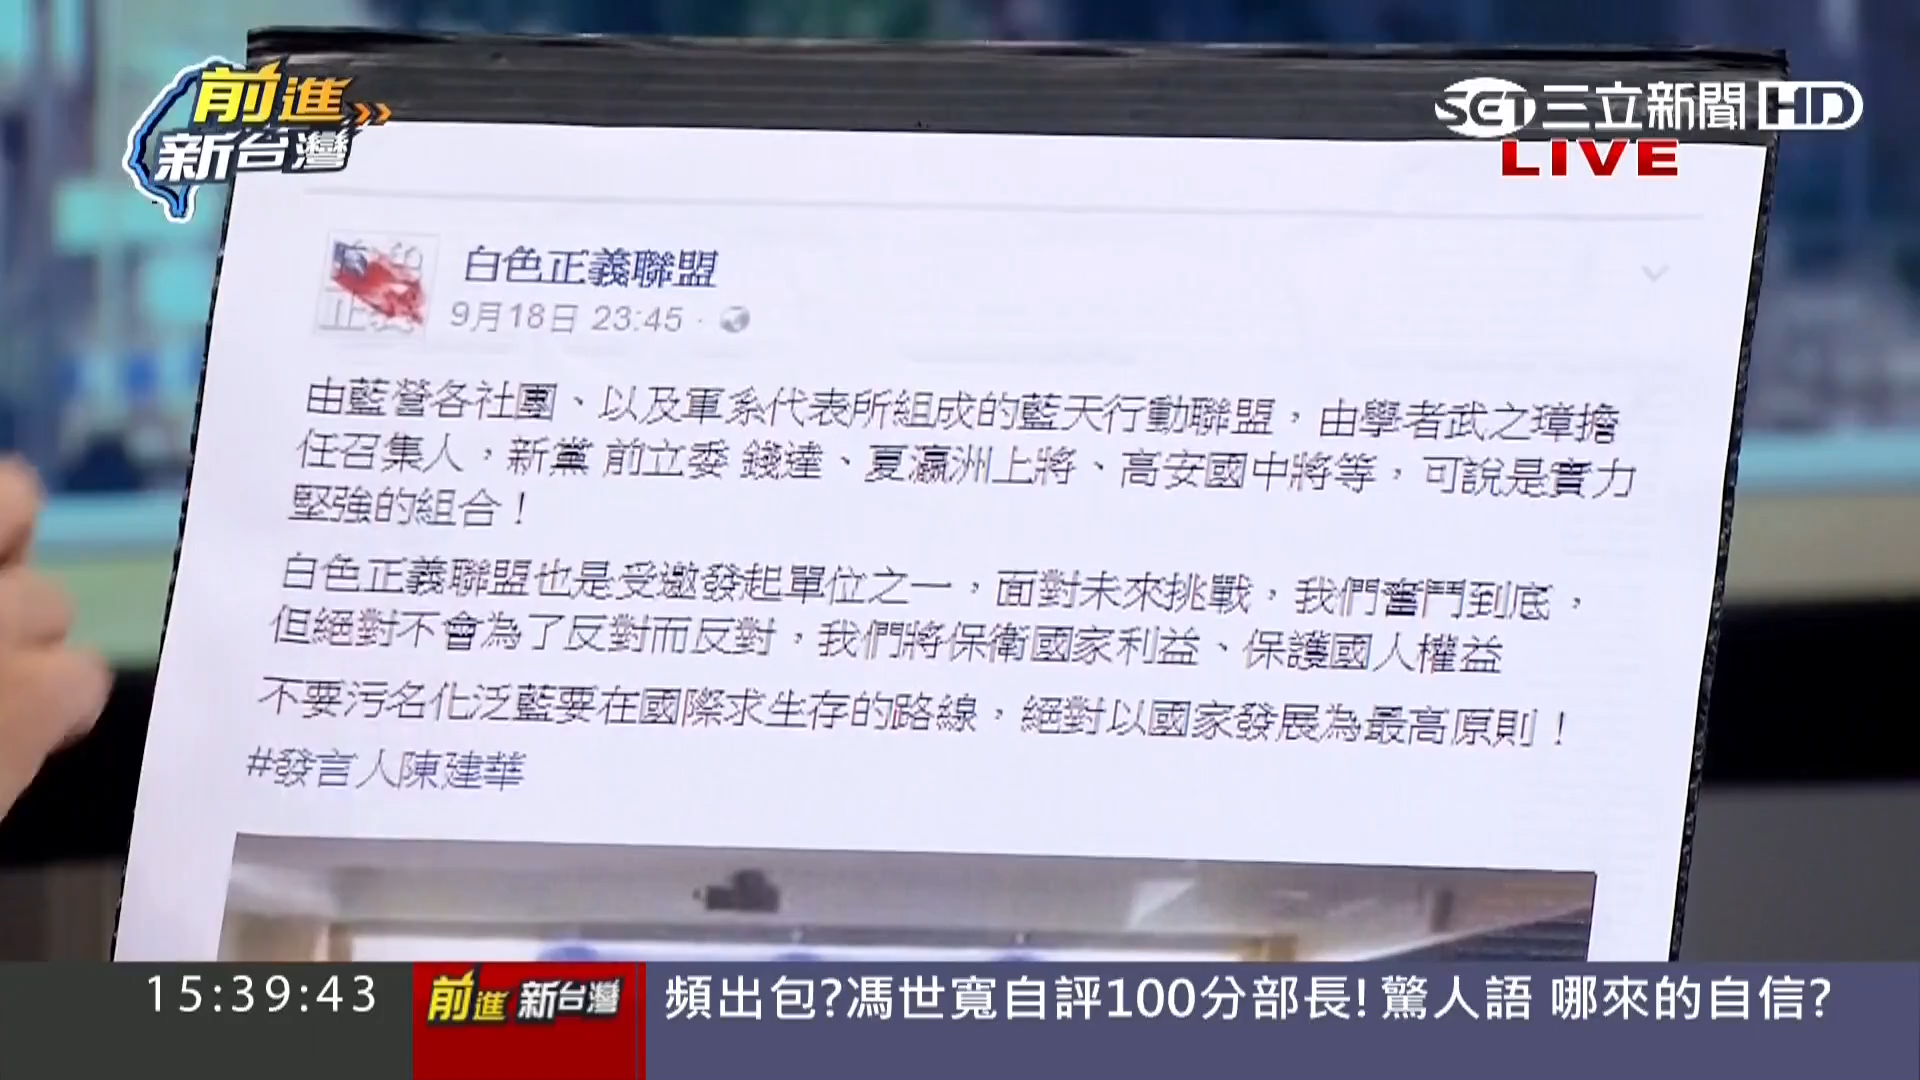 前進
新台灣
SET三立新聞HD
LIVE
白色正義聯盟
9月18日 23:45
由藍營各社團、以及軍系代表所組成的藍天行動聯盟，由學者武之璋擔
任召集人，新黨 前立委 錢達、夏瀛洲上將、高安國中將等，可說是實力
堅強的組合！
白色正義聯盟也是受邀發起單位之一，面對未來挑戰，我們奮鬥到底，
但絕對不會為了反對而反對，我們將保衛國家利益、保護國人權益
不要污名化泛藍要在國際求生存的路線，絕對以國家發展為最高原則！
#發言人陳建華
15:39:43
前進新台灣
頻出包?馮世寬自評100分部長!驚人語 哪來的自信?